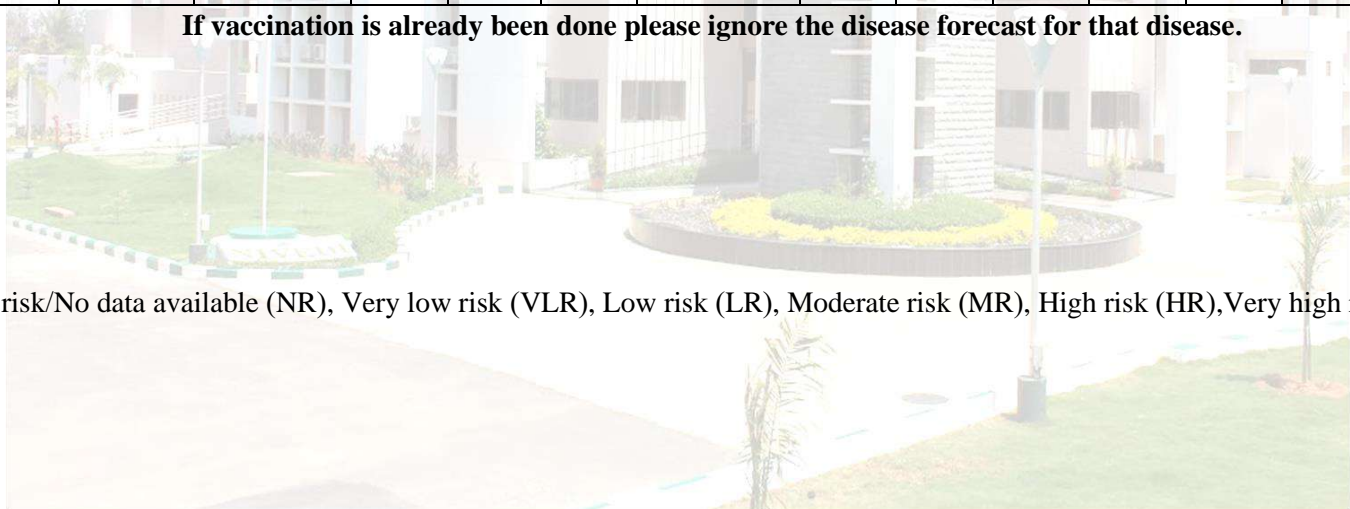 If vaccination is already been done please ignore the disease forecast for that disease.
risk/No data available (NR), Very low risk (VLR), Low risk (LR), Moderate risk (MR), High risk (HR),Very high